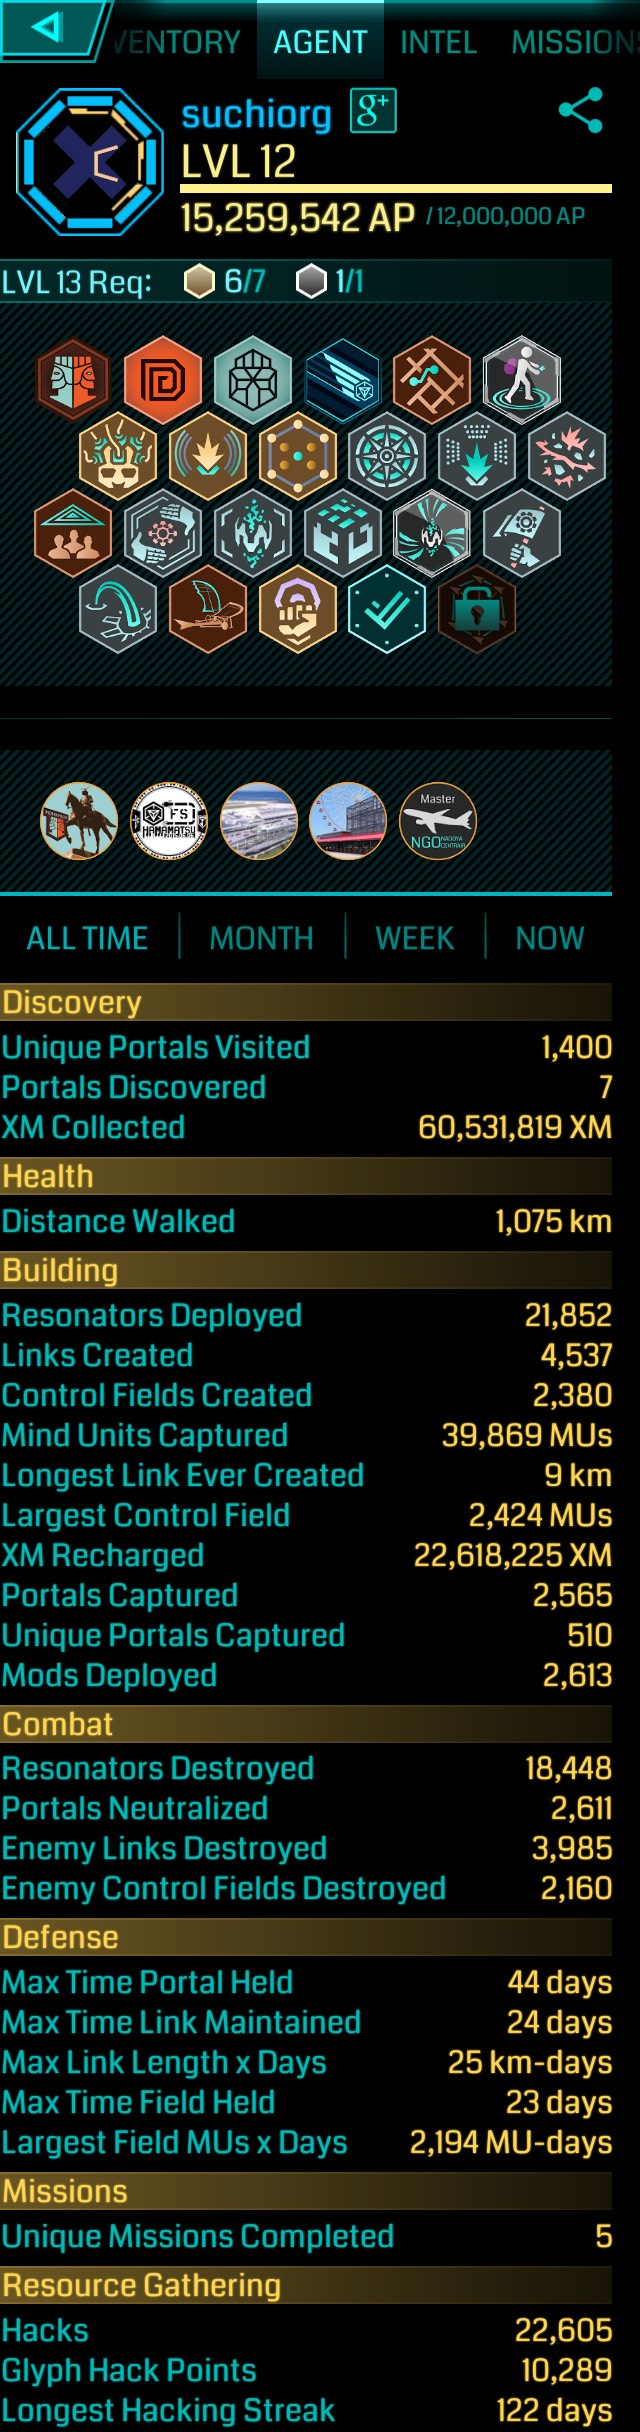 VENTORY AGENT INTEL MISSIONS
suchiorg g+
LVL 12
15,259,542 AP / 12,000,000 AP
LVL 13 Req: 6/7 1/1
FS
HAMAMATSU
Master
NGO NAGOYA CENTRAIR
ALL TIME MONTH WEEK NOW
Discovery
Unique Portals Visited 1,400
Portals Discovered 7
XM Collected 60,531,819 XM
Health
Distance Walked 1,075 km
Building
Resonators Deployed 21,852
Links Created 4,537
Control Fields Created 2,380
Mind Units Captured 39,869 MUs
Longest Link Ever Created 9 km
Largest Control Field 2,424 MUs
XM Recharged 22,618,225 XM
Portals Captured 2,565
Unique Portals Captured 510
Mods Deployed 2,613
Combat
Resonators Destroyed 18,448
Portals Neutralized 2,611
Enemy Links Destroyed 3,985
Enemy Control Fields Destroyed 2,160
Defense
Max Time Portal Held 44 days
Max Time Link Maintained 24 days
Max Link Length x Days 25 km-days
Max Time Field Held 23 days
Largest Field MUs x Days 2,194 MU-days
Missions
Unique Missions Completed 5
Resource Gathering
Hacks 22,605
Glyph Hack Points 10,289
Longest Hacking Streak 122 days